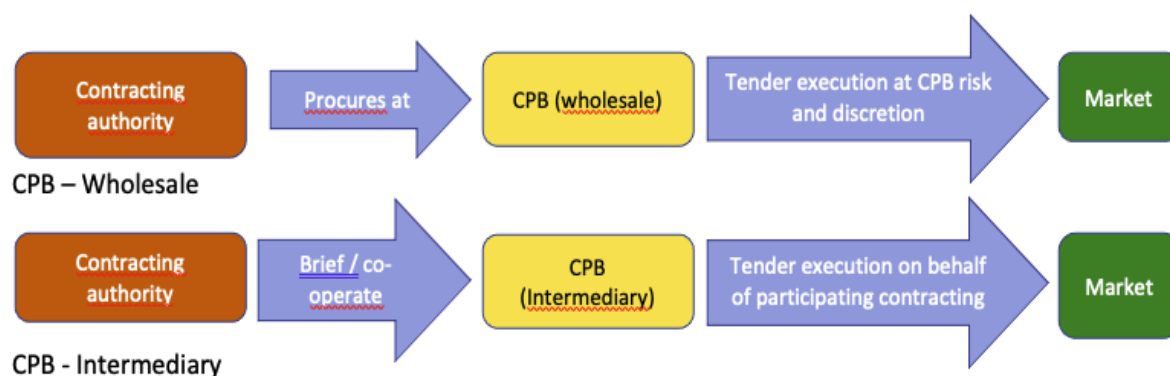 Contracting
authority
Procures at
CPB (wholesale)
Tender execution at CPB risk
and discretion
Market
CPB – Wholesale
Contracting
authority
Brief / co-
operate
CPB
(Intermediary)
Tender execution on behalf
of participating contracting
Market
CPB - Intermediary